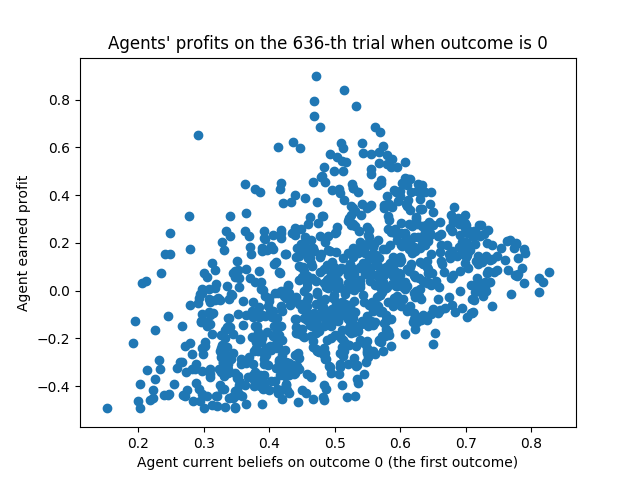 Agents' profits on the 636-th trial when outcome is 0
Agent earned profit
0.8
0.6
0.4
0.2
0.0
−0.2
−0.4
0.2 0.3 0.4 0.5 0.6 0.7 0.8
Agent current beliefs on outcome 0 (the first outcome)